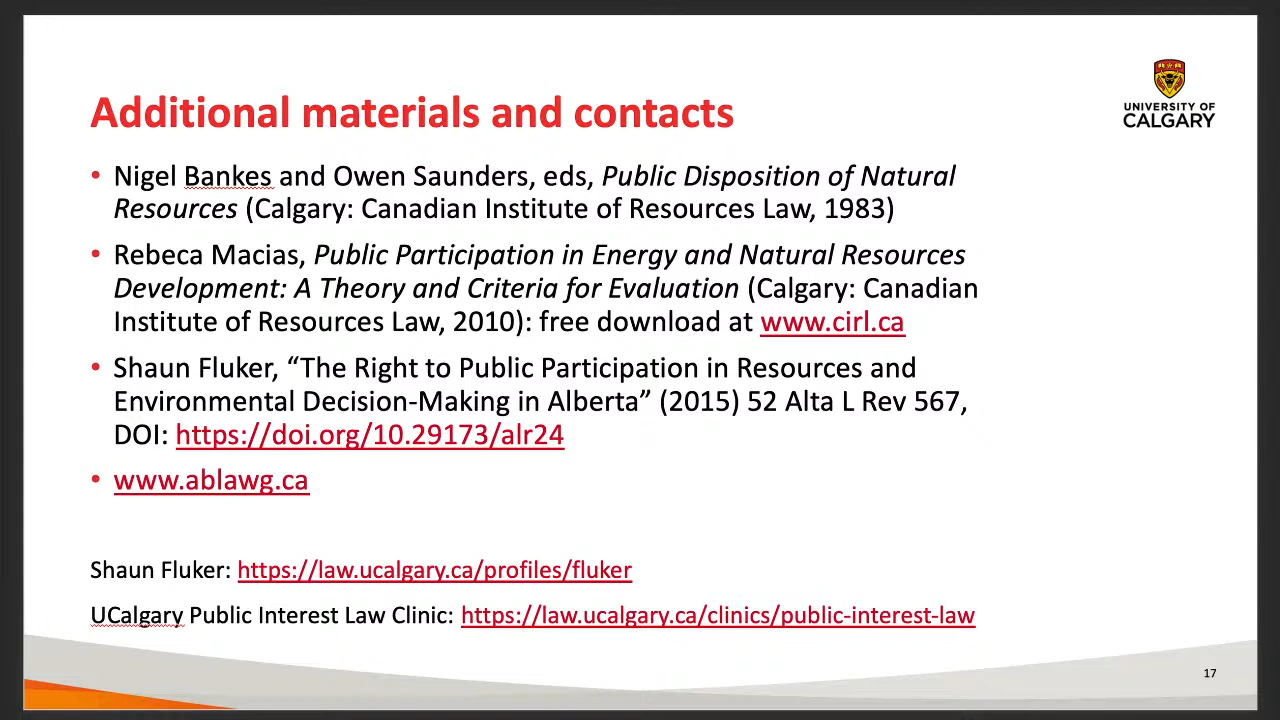 UNIVERSITY OF
CALGARY
Additional materials and contacts
• Nigel Bankes and Owen Saunders, eds, Public Disposition of Natural
Resources (Calgary: Canadian Institute of Resources Law, 1983)
• Rebeca Macias, Public Participation in Energy and Natural Resources
Development: A Theory and Criteria for Evaluation (Calgary: Canadian
Institute of Resources Law, 2010): free download at www.cirl.ca
• Shaun Fluker, “The Right to Public Participation in Resources and
Environmental Decision-Making in Alberta” (2015) 52 Alta L Rev 567,
DOI: https://doi.org/10.29173/alr24
• www.ablawg.ca
Shaun Fluker: https://law.ucalgary.ca/profiles/fluker
UCalgary Public Interest Law Clinic: https://law.ucalgary.ca/clinics/public-interest-law
17